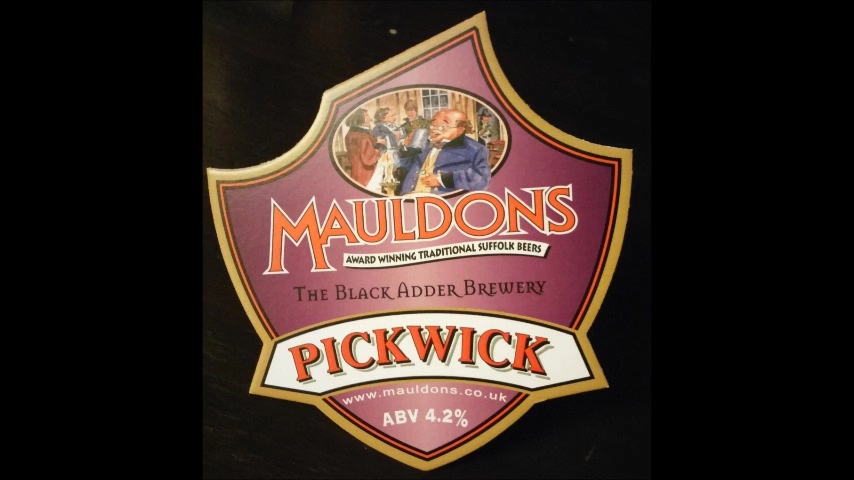 MAULDONS
AWARD WINNING TRADITIONAL SUFFOLK BEERS
THE BLACK ADDER BREWERY
PICKWICK
www.mauldons.co.uk
ABV 4.2%